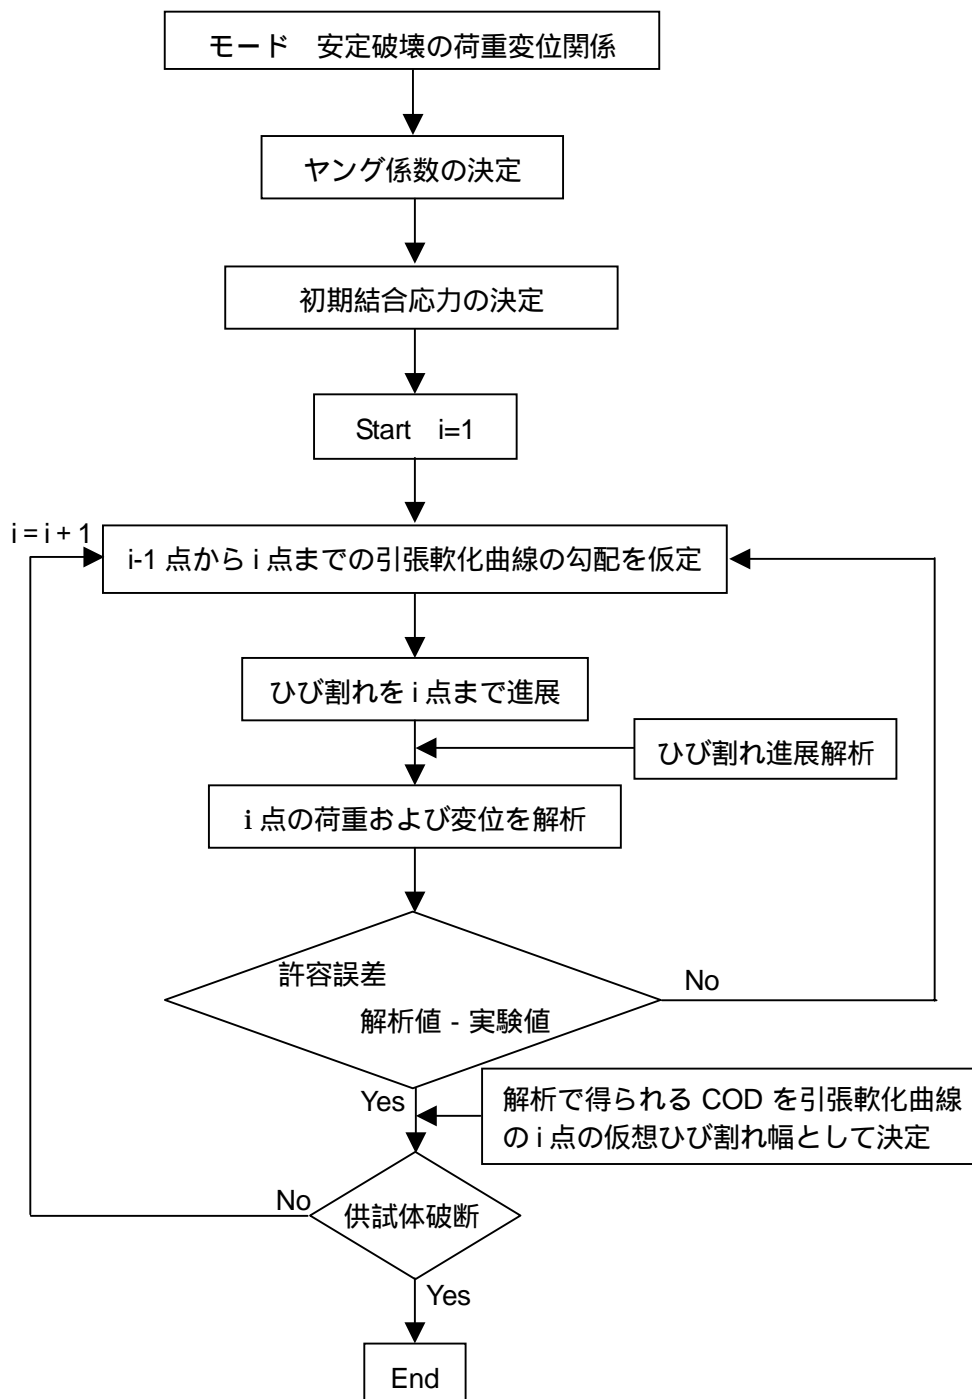 モード　安定破壊の荷重変位関係
ヤング係数の決定
初期結合応力の決定
Start　i=1
i = i + 1
i-1 点から i 点までの引張軟化曲線の勾配を仮定
ひび割れを i 点まで進展
ひび割れ進展解析
i 点の荷重および変位を解析
許容誤差
解析値 - 実験値
No
Yes
解析で得られる COD を引張軟化曲線
の i 点の仮想ひび割れ幅として決定
No
供試体破断
Yes
End